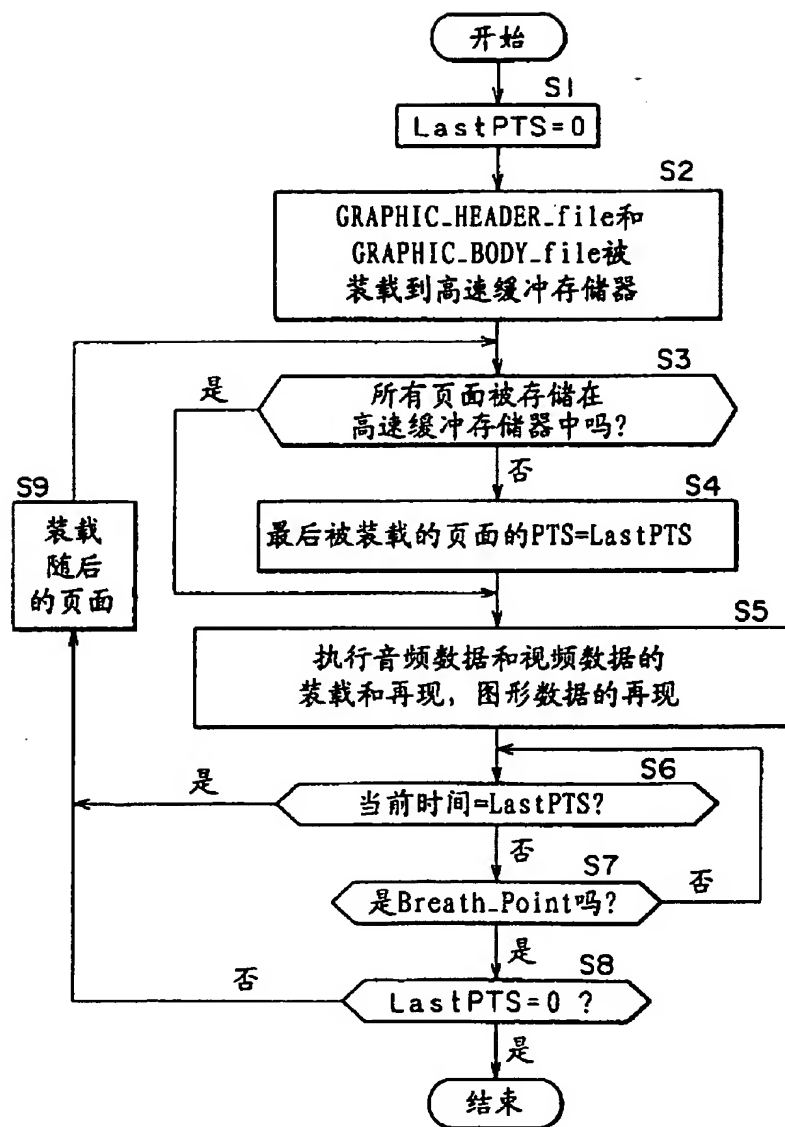 开始
S1
LastPTS=0
S2
GRAPHIC_HEADER_file和
GRAPHIC_BODY_file被
装载到高速缓冲存储器
S3
是
所有页面被存储在
高速缓冲存储器中吗?
否
S9
装载
随后
的页面
S4
最后被装载的页面的PTS=LastPTS
S5
执行音频数据和视频数据的
装载和再现, 图形数据的再现
S6
是
当前时间=LastPTS?
否
S7
是Breath_Point吗?
否
是
S8
否
LastPTS=0 ?
是
结束